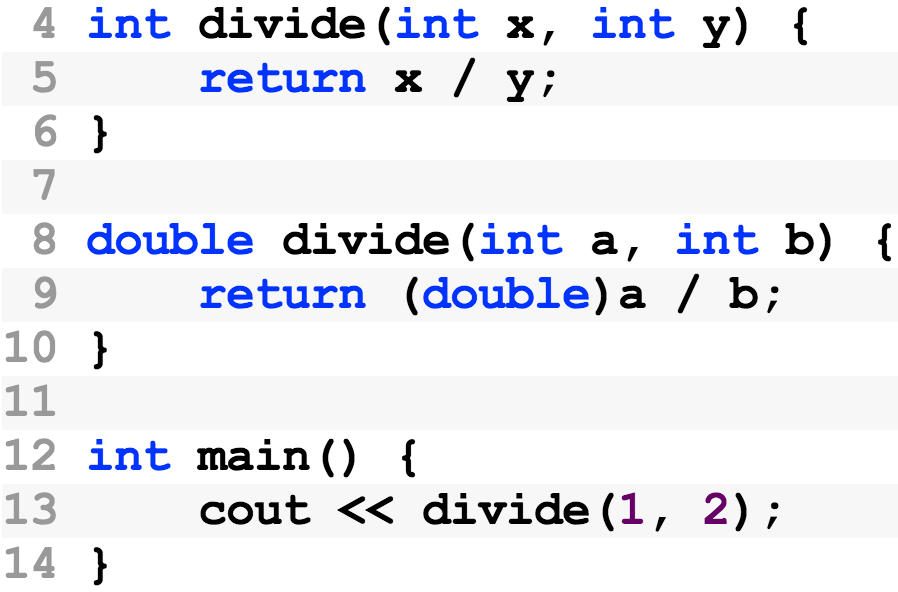 4 int divide(int x, int y) {
5     return x / y;
6 }
7
8 double divide(int a, int b) {
9     return (double)a / b;
10 }
11
12 int main() {
13     cout << divide(1, 2);
14 }